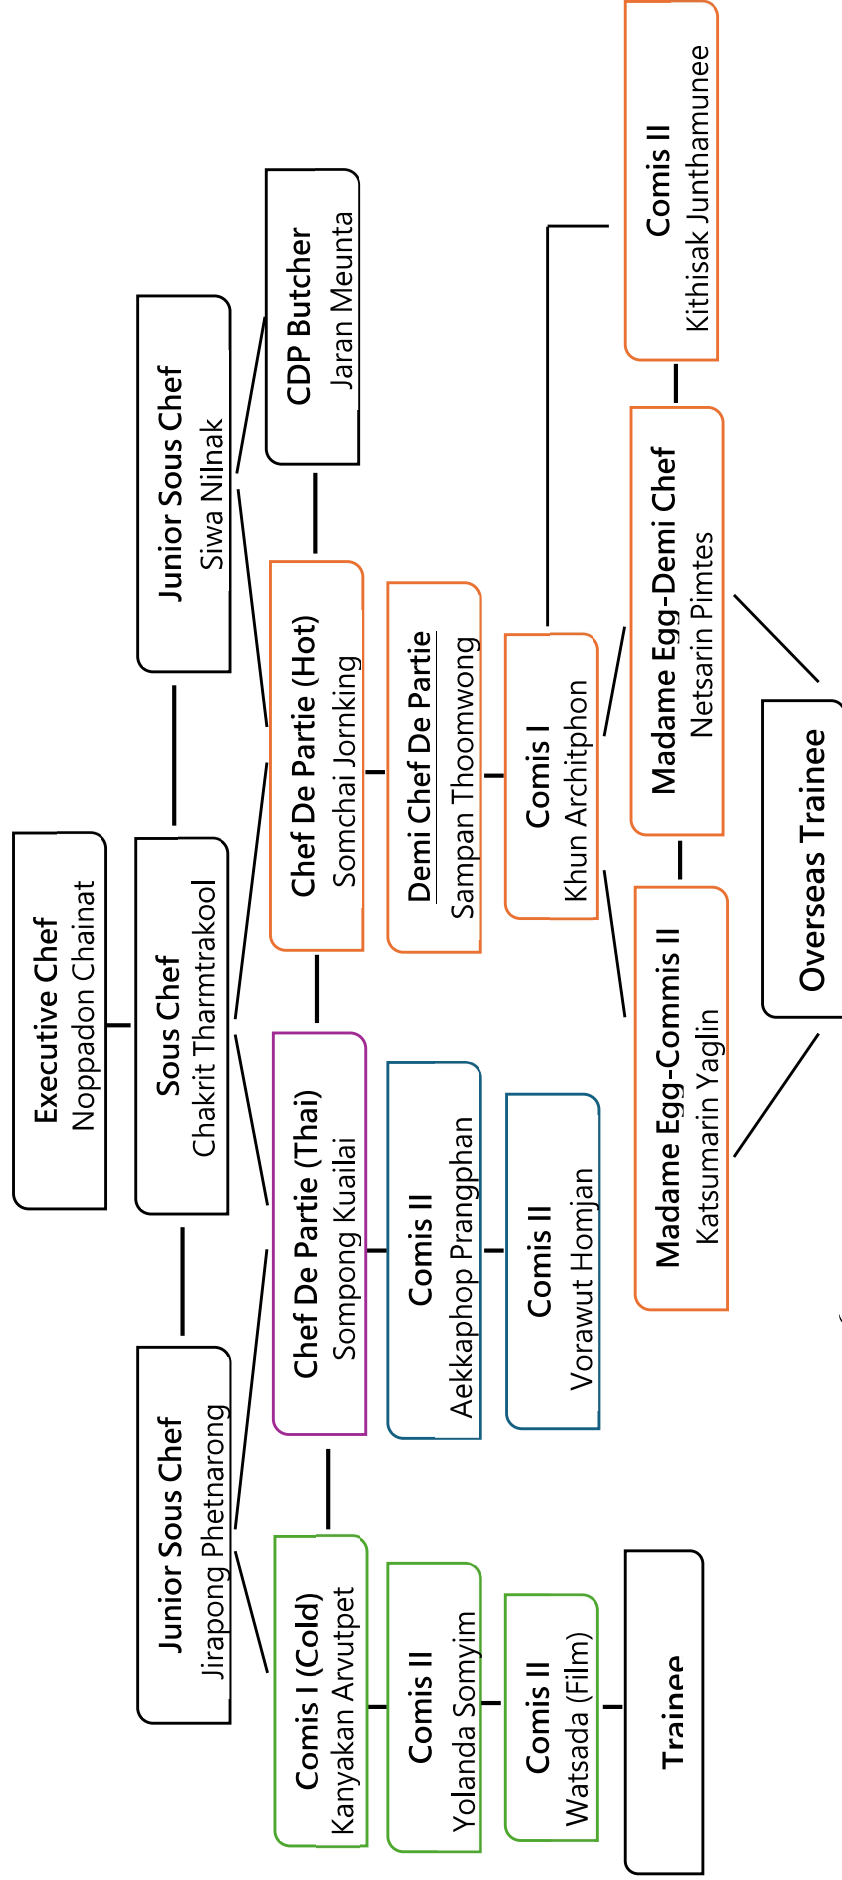 Executive Chef
Noppadon Chainat
Junior Sous Chef
Jirapong Phetnarong
Sous Chef
Chakrit Tharmtrakool
Junior Sous Chef
Siwa Nilnak
Comis I (Cold)
Kanyakan Arvutpet
Chef De Partie (Thai)
Sompong Kuailai
Chef De Partie (Hot)
Somchai Jornking
CDP Butcher
Jaran Meunta
Comis II
Yolanda Somyim
Comis II
Aekkaphop Prangphan
Demi Chef De Partie
Sampan Thoomwong
Comis II
Watsada (Film)
Comis II
Vorawut Homjan
Comis I
Khun Architphon
Trainee
Madame Egg-Commis II
Katsumarin Yaglin
Madame Egg-Demi Chef
Netsarin Pimtes
Comis II
Kithisak Junthamunee
Overseas Trainee